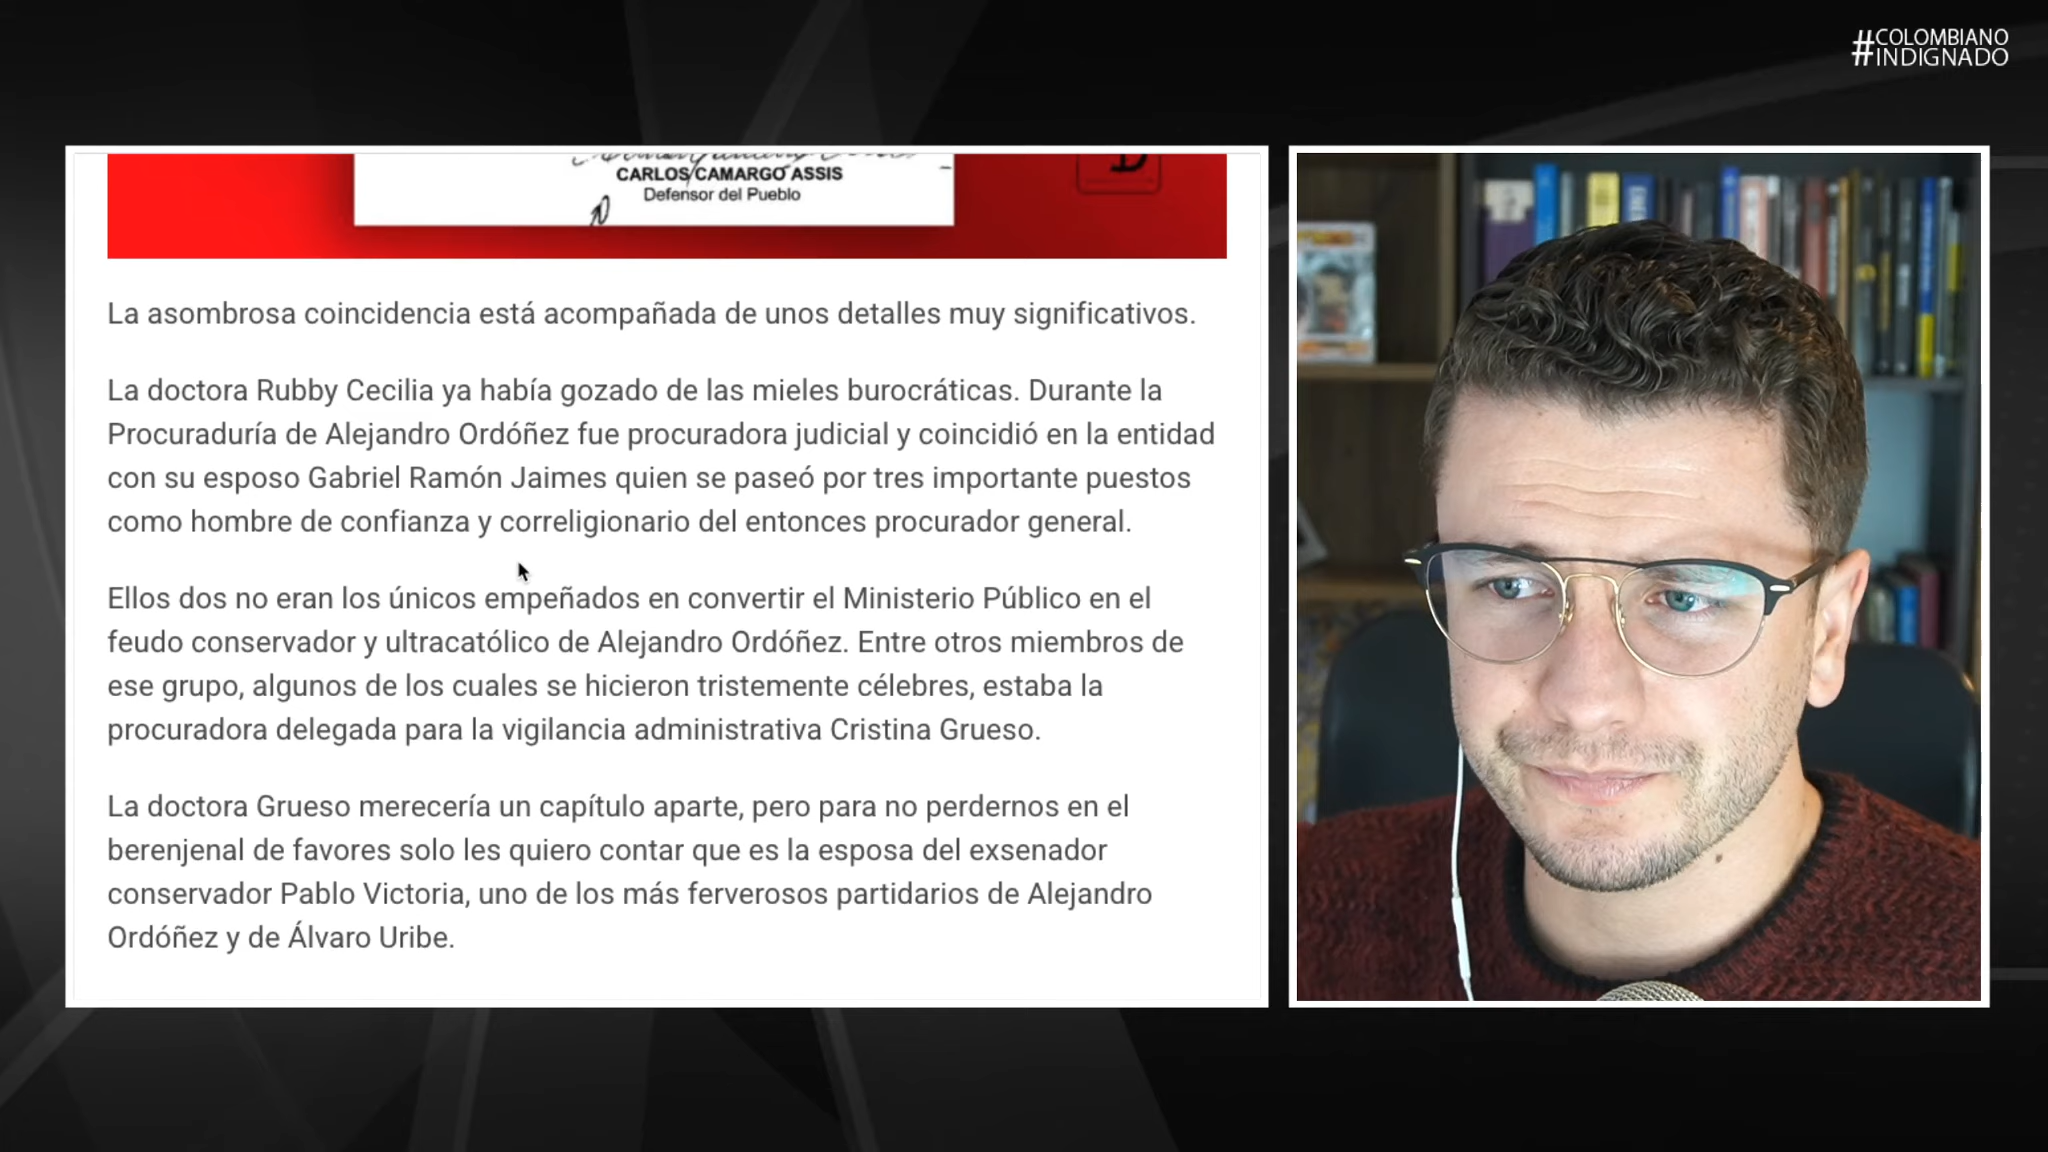 #COLOMBIANO
INDIGNADO
CARLOS CAMARGO ASSIS
Defensor del Pueblo
La asombrosa coincidencia está acompañada de unos detalles muy significativos.
La doctora Rubby Cecilia ya había gozado de las mieles burocráticas. Durante la
Procuraduría de Alejandro Ordóñez fue procuradora judicial y coincidió en la entidad
con su esposo Gabriel Ramón Jaimes quien se paseó por tres importante puestos
como hombre de confianza y correligionario del entonces procurador general.
Ellos dos no eran los únicos empeñados en convertir el Ministerio Público en el
feudo conservador y ultracatólico de Alejandro Ordóñez. Entre otros miembros de
ese grupo, algunos de los cuales se hicieron tristemente célebres, estaba la
procuradora delegada para la vigilancia administrativa Cristina Grueso.
La doctora Grueso merecería un capítulo aparte, pero para no perdernos en el
berenjenal de favores solo les quiero contar que es la esposa del exsenador
conservador Pablo Victoria, uno de los más ferverosos partidarios de Alejandro
Ordóñez y de Álvaro Uribe.